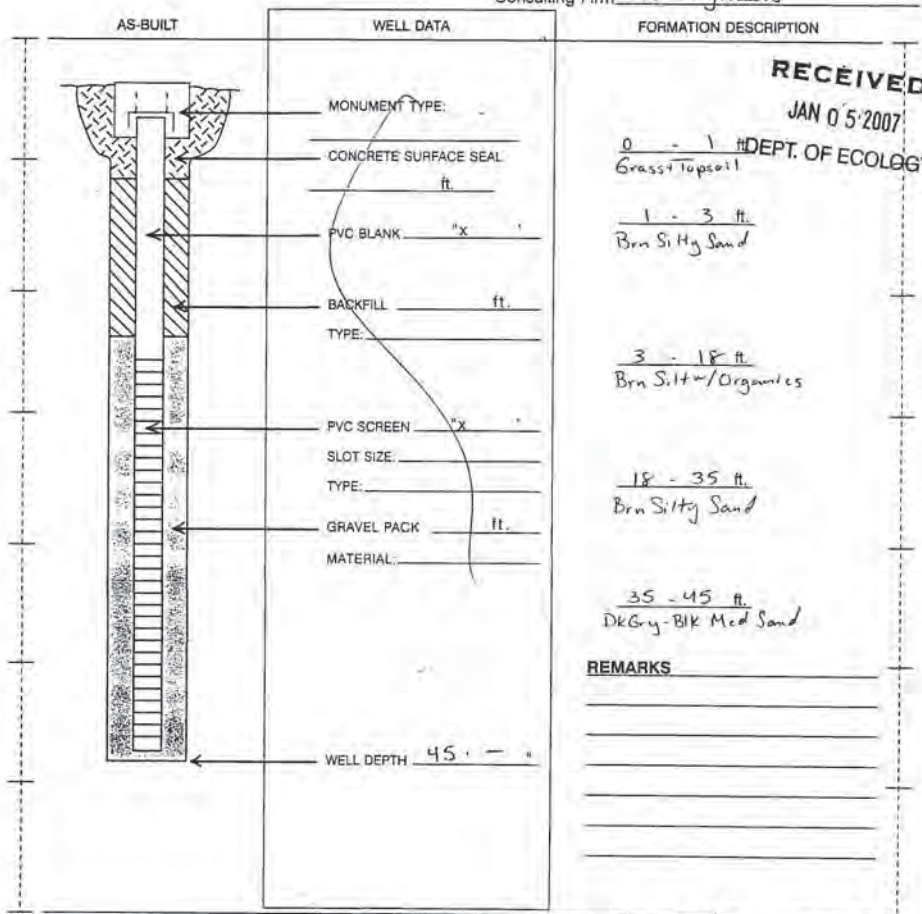 Consulting Firm
AS-BUILT
WELL DATA
FORMATION DESCRIPTION
RECEIVED
JAN 05 2007
DEPT. OF ECOLOGY
MONUMENT TYPE:
CONCRETE SURFACE SEAL
ft.
PVC BLANK "x '
BACKFILL ft.
TYPE:
PVC SCREEN "x '
SLOT SIZE:
TYPE:
GRAVEL PACK ft.
MATERIAL:
WELL DEPTH 45' - "
0 - 1 ft.
Grass + Topsoil
1 - 3 ft.
Brn Silty Sand
3 - 18 ft.
Brn Silt w/Organics
18 - 35 ft.
Brn Silty Sand
35 - 45 ft.
DkGry-Blk Med Sand
REMARKS